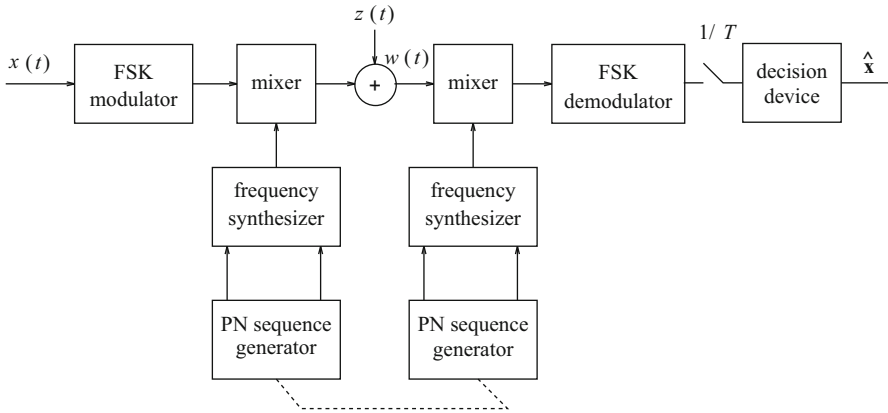 z (t)
x (t)
FSK
modulator
mixer
+
w (t)
mixer
FSK
demodulator
1/ T
decision
device
x̂
frequency
synthesizer
frequency
synthesizer
PN sequence
generator
PN sequence
generator